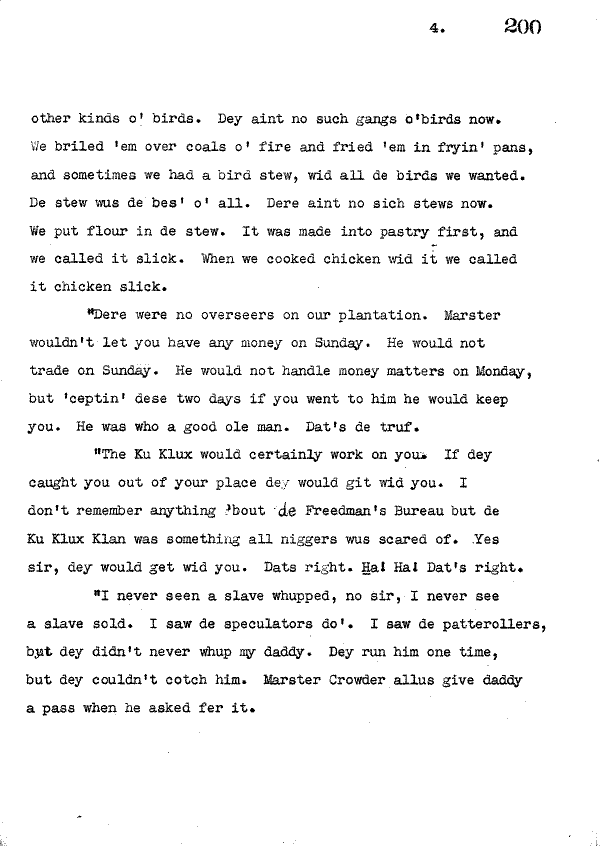 4. 200
other kinds o' birds. Dey aint no such gangs o'birds now.
We briled 'em over coals o' fire and fried 'em in fryin' pans,
and sometimes we had a bird stew, wid all de birds we wanted.
De stew wus de bes' o' all. Dere aint no sich stews now.
We put flour in de stew. It was made into pastry first, and
we called it slick. When we cooked chicken wid it we called
it chicken slick.
"Dere were no overseers on our plantation. Marster
wouldn't let you have any money on Sunday. He would not
trade on Sunday. He would not handle money matters on Monday,
but 'ceptin' dese two days if you went to him he would keep
you. He was who a good ole man. Dat's de truf.
"The Ku Klux would certainly work on you. If dey
caught you out of your place dey would git wid you. I
don't remember anything 'bout de Freedman's Bureau but de
Ku Klux Klan was something all niggers wus scared of. Yes
sir, dey would get wid you. Dats right. Ha! Ha! Dat's right.
"I never seen a slave whupped, no sir, I never see
a slave sold. I saw de speculators do'. I saw de patterollers,
but dey didn't never whup my daddy. Dey run him one time,
but dey couldn't cotch him. Marster Crowder allus give daddy
a pass when he asked fer it.